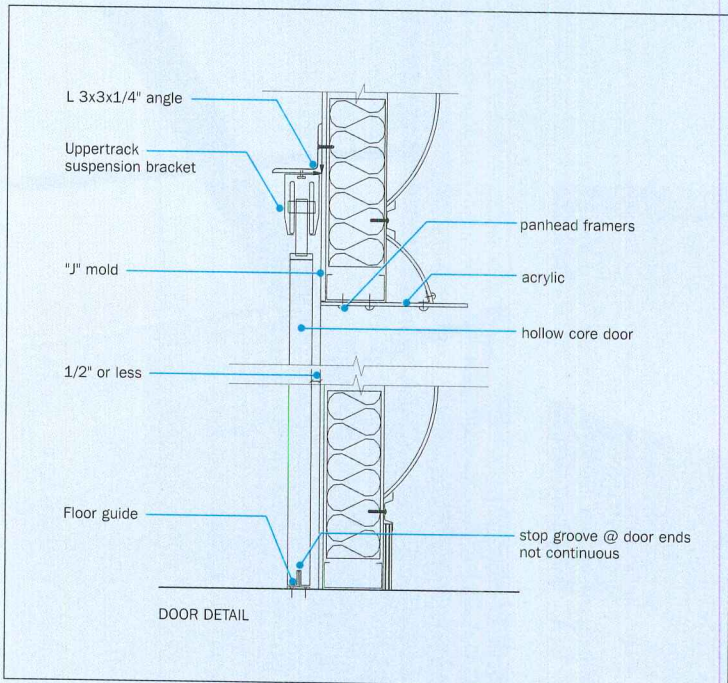 L 3x3x1/4" angle
Uppertrack
suspension bracket
"J" mold
1/2" or less
Floor guide
panhead framers
acrylic
hollow core door
stop groove @ door ends
not continuous
DOOR DETAIL